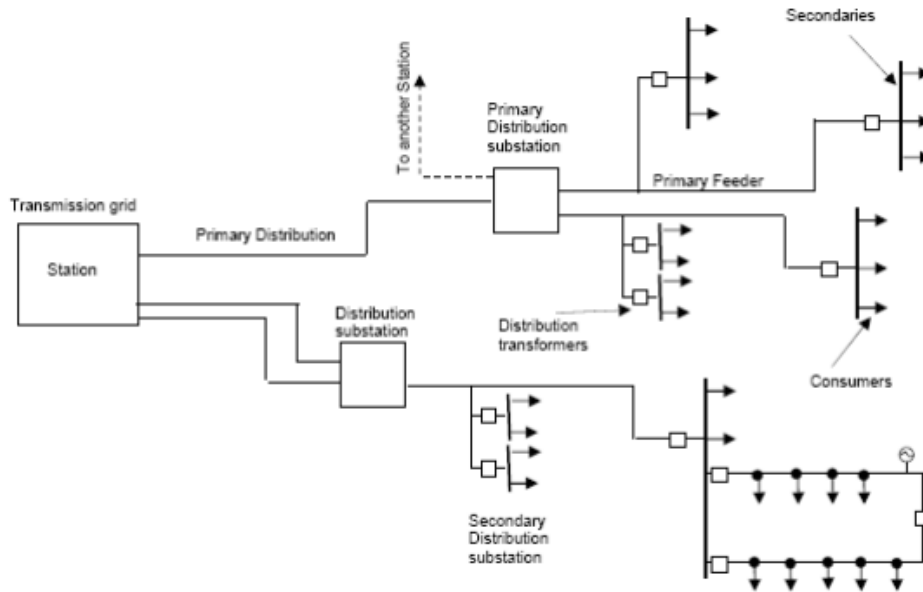 Secondaries
To another Station
Primary
Distribution
substation
Primary Feeder
Transmission grid
Station
Primary Distribution
Distribution
substation
Distribution
transformers
Consumers
Secondary
Distribution
substation